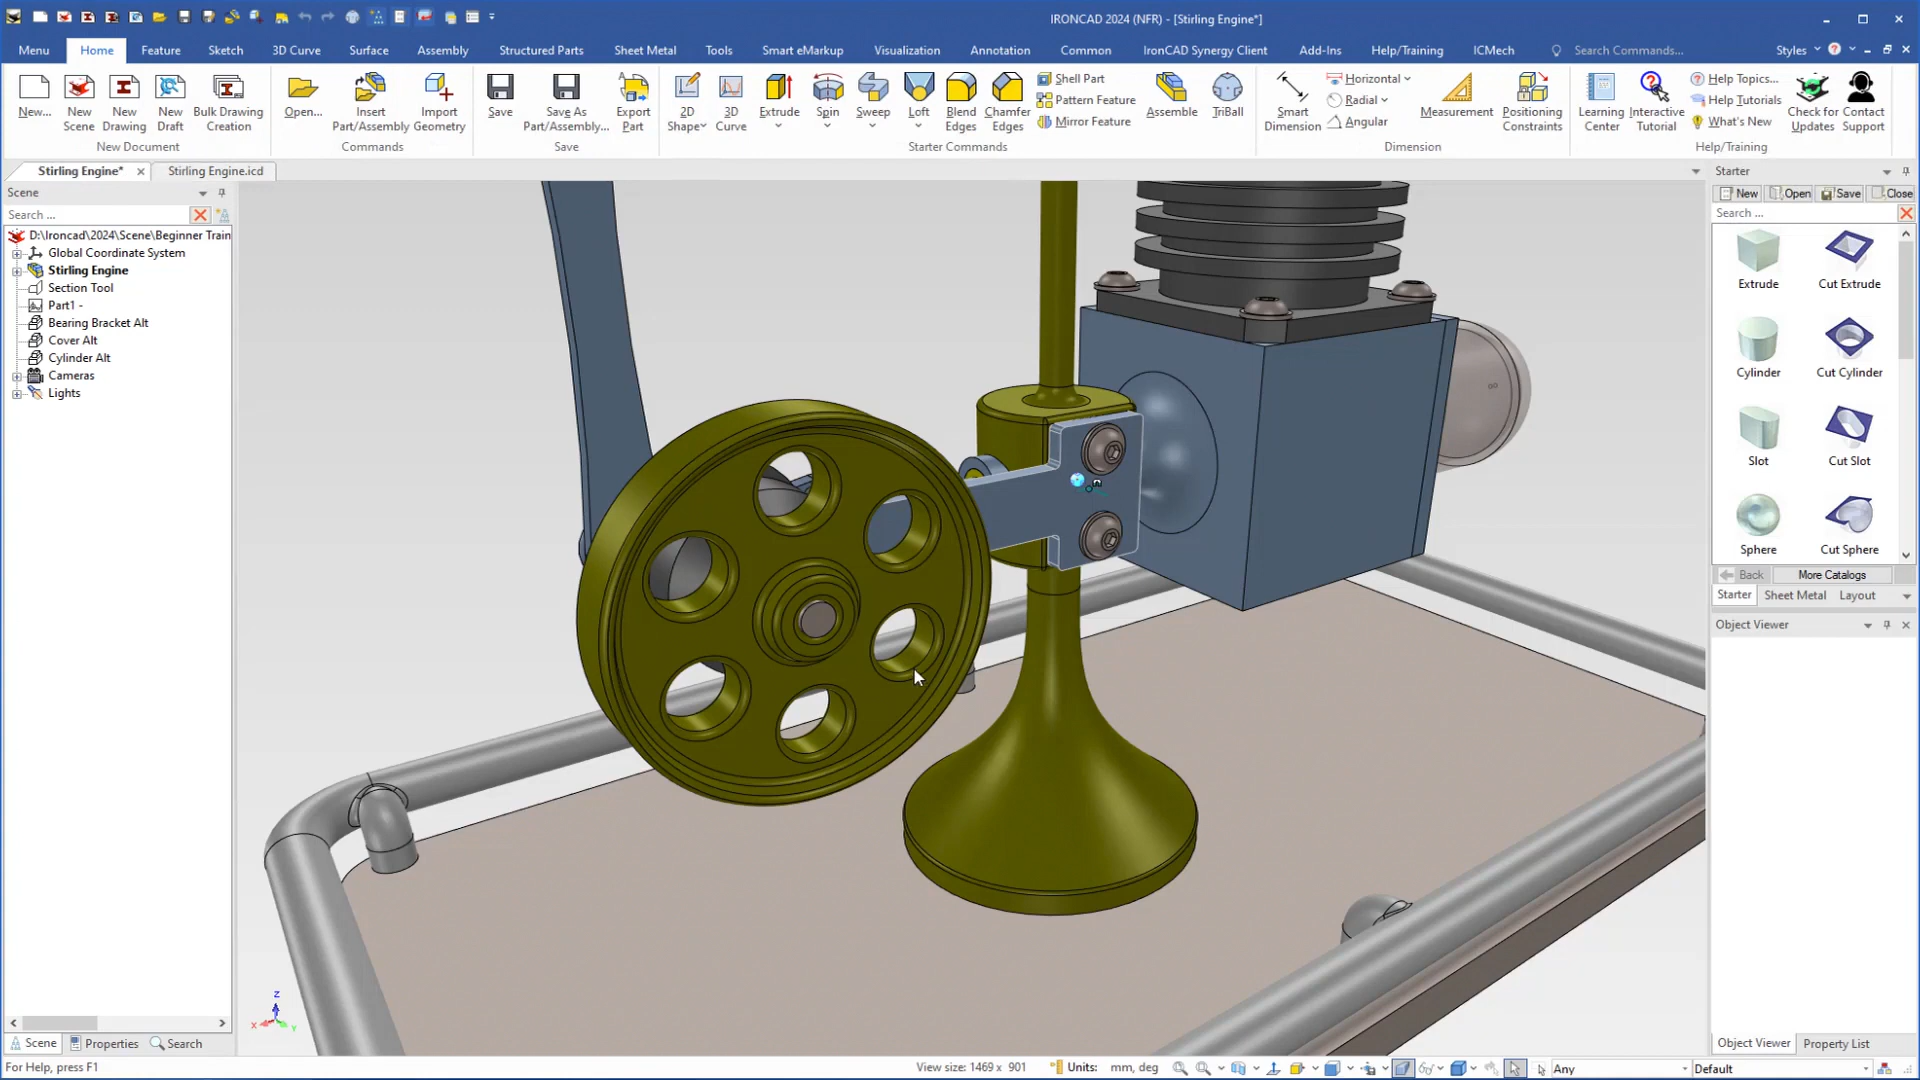 IRONCAD 2024 (NFR) - [Stirling Engine*]
Menu Home Feature Sketch 3D Curve Surface Assembly Structured Parts Sheet Metal Tools Smart eMarkup Visualization Annotation Common IronCAD Synergy Client Add-Ins Help/Training ICMech Search Commands... Styles
New... New Scene New Drawing New Draft Bulk Drawing Creation
New Document
Open... Insert Part/Assembly Import Geometry
Commands
Save Save As Part/Assembly... Export Part
Save
2D Shape 3D Curve Extrude Spin Sweep Loft Blend Edges Chamfer Edges
Shell Part
Pattern Feature
Mirror Feature
Assemble TriBall
Starter Commands
Smart Dimension
Horizontal
Radial
Angular
Measurement Positioning Constraints
Dimension
Learning Center Interactive Tutorial
Help Topics...
Help Tutorials
What's New
Check for Updates Contact Support
Help/Training
Stirling Engine* Stirling Engine.icd
Scene
Search ...
D:\Ironcad\2024\Scene\Beginner Train
Global Coordinate System
Stirling Engine
Section Tool
Part1 -
Bearing Bracket Alt
Cover Alt
Cylinder Alt
Cameras
Lights
Z
X Y
Scene Properties Search
Starter
New Open Save Close
Search ...
Extrude Cut Extrude
Cylinder Cut Cylinder
Slot Cut Slot
Sphere Cut Sphere
Back More Catalogs
Starter Sheet Metal Layout
Object Viewer
Object Viewer Property List
For Help, press F1 View size: 1469 x 901 Units: mm, deg Any Default